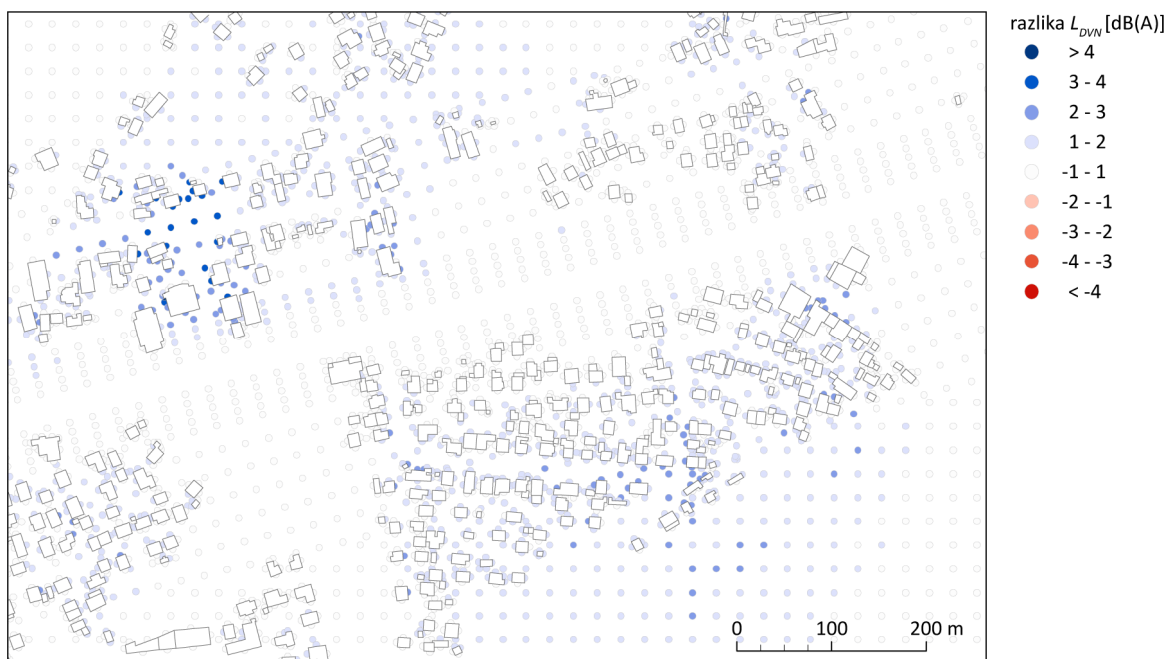 razlika L_DVN [dB(A)]
> 4
3 - 4
2 - 3
1 - 2
-1 - 1
-2 - -1
-3 - -2
-4 - -3
< -4
0 100 200 m